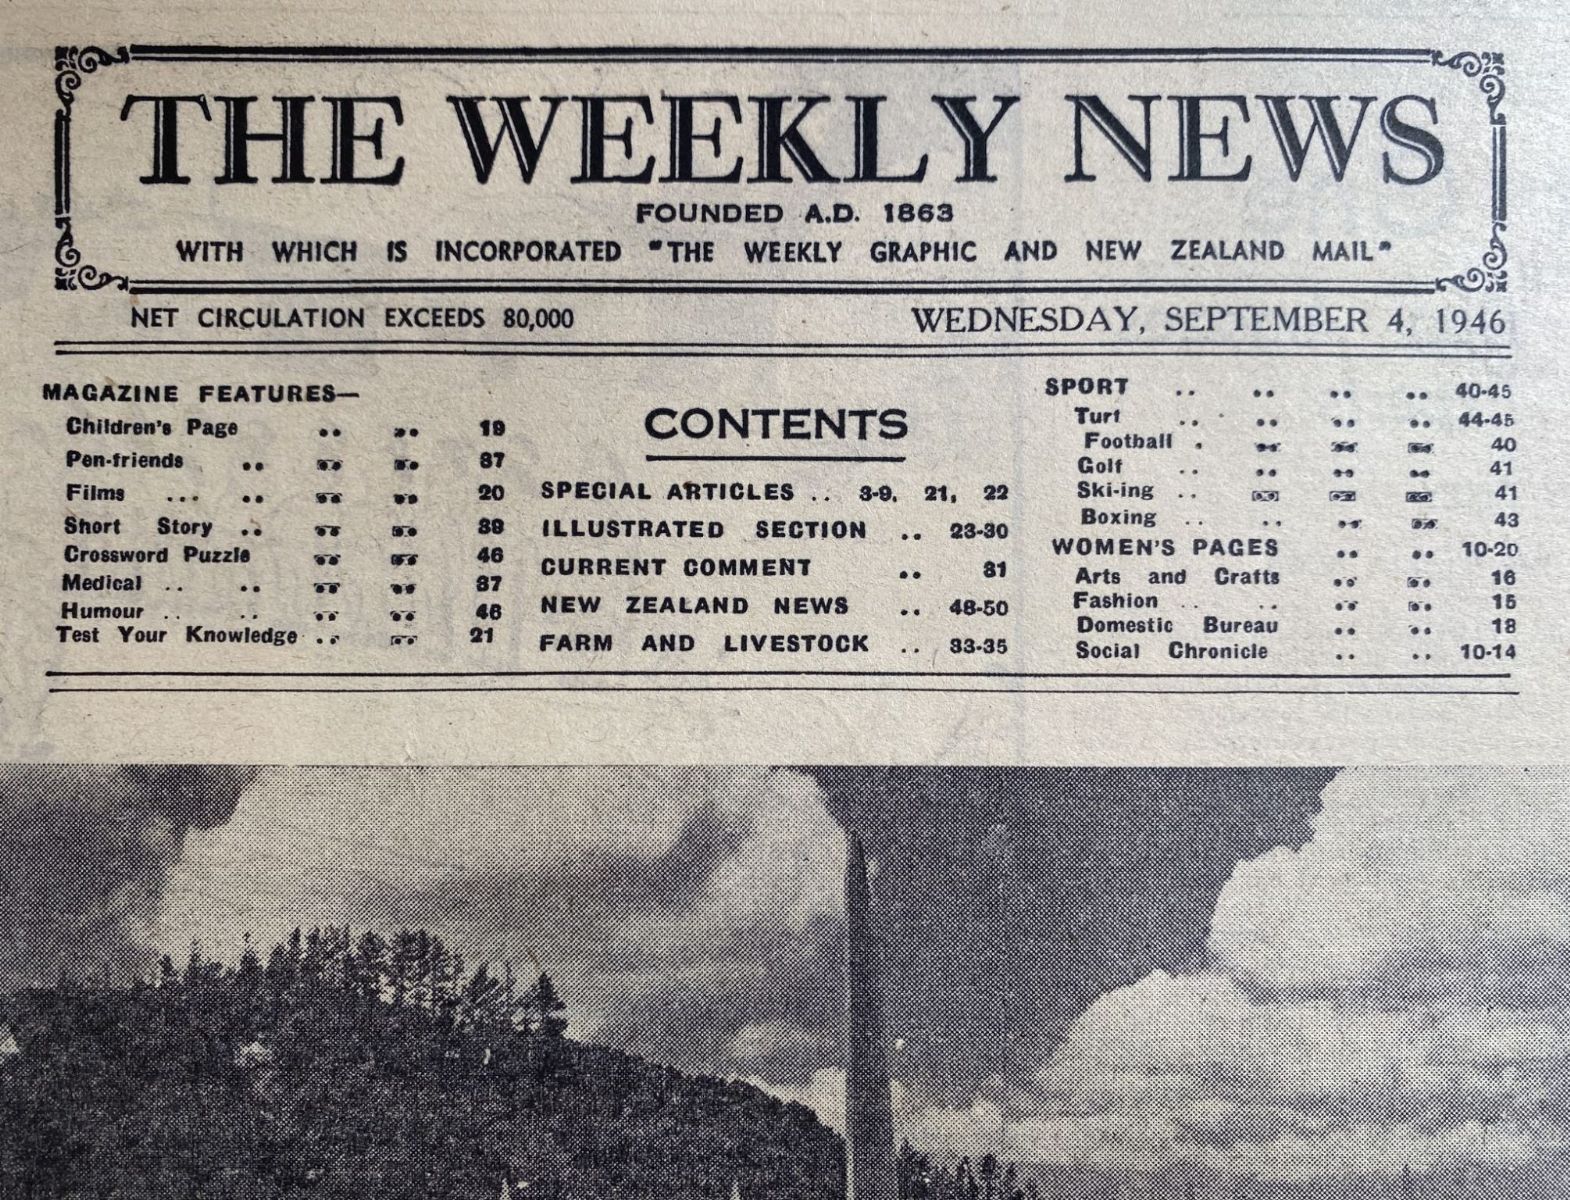 THE WEEKLY NEWS
FOUNDED A.D. 1863
WITH WHICH IS INCORPORATED "THE WEEKLY GRAPHIC AND NEW ZEALAND MAIL"
NET CIRCULATION EXCEEDS 80,000
WEDNESDAY, SEPTEMBER 4, 1946
MAGAZINE FEATURES—
Children's Page .. .. 19
Pen-friends .. .. .. 37
Films ... .. .. .. 20
Short Story .. .. ..
Crossword Puzzle .. .. 46
Medical .. .. .. .. 37
Humour .. .. .. ..
Test Your Knowledge .. .. 21
CONTENTS
SPECIAL ARTICLES .. 3-9, 21, 22
ILLUSTRATED SECTION .. 23-30
CURRENT COMMENT .. 31
NEW ZEALAND NEWS .. 48-50
FARM AND LIVESTOCK .. 33-35
SPORT .. .. .. .. 40-45
Turf .. .. .. .. 44-45
Football . .. .. .. 40
Golf .. .. .. .. 41
Ski-ing .. .. .. .. 41
Boxing .. .. .. .. 43
WOMEN'S PAGES .. .. 10-20
Arts and Crafts .. .. 16
Fashion .. .. .. .. 15
Domestic Bureau .. .. 18
Social Chronicle .. .. 10-14